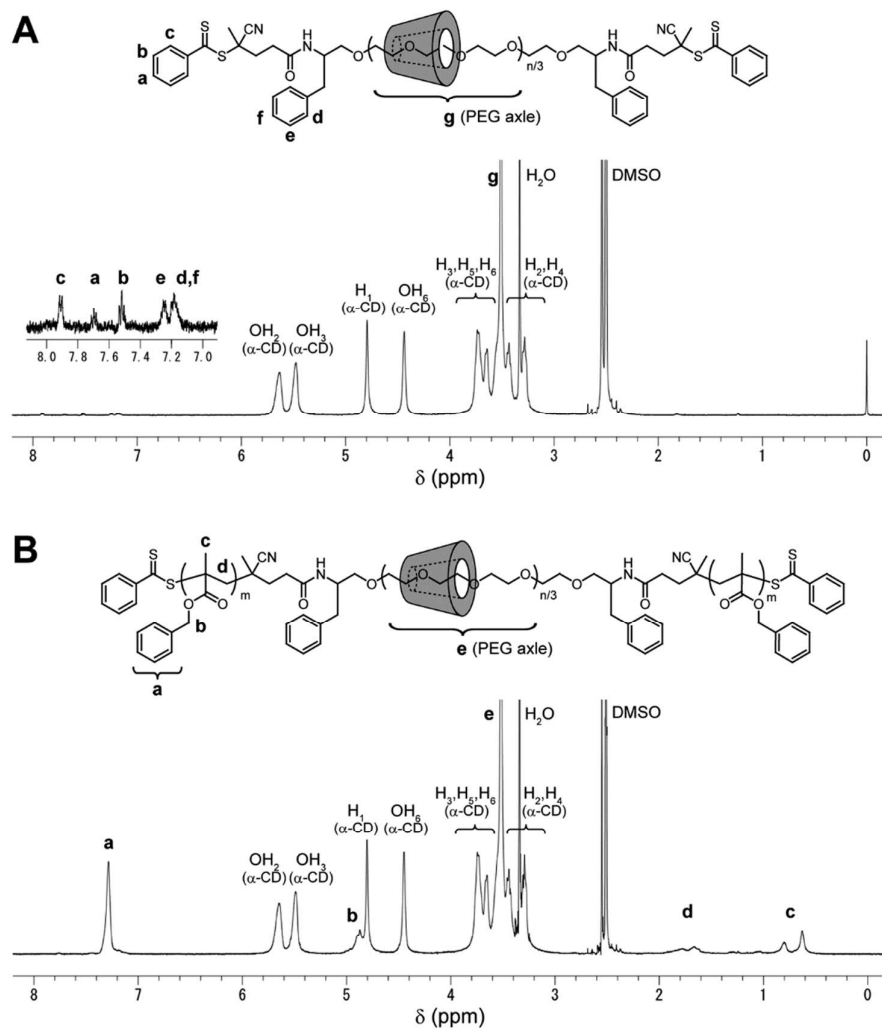 A
c
b
a
S
S
CN
O
H
N
O
O
O
O
O
n/3
H
N
O
CN
S
S
f
e
d
g (PEG axle)
g
H2O
DMSO
c a b e d,f
H3,H5,H6
(α-CD)
H2,H4
(α-CD)
H1
(α-CD)
OH6
(α-CD)
OH2
(α-CD)
OH3
(α-CD)
8.0 7.8 7.6 7.4 7.2 7.0
8 7 6 5 4 3 2 1 0
δ (ppm)
B
S
S
c
d
CN
m
O
O
b
a
O
H
N
O
O
O
O
O
n/3
H
N
O
CN
m
S
S
O
O
e (PEG axle)
e
H2O
DMSO
H3,H5,H6
(α-CD)
H2,H4
(α-CD)
H1
(α-CD)
OH6
(α-CD)
a
OH2
(α-CD)
OH3
(α-CD)
b
d
c
8 7 6 5 4 3 2 1 0
δ (ppm)